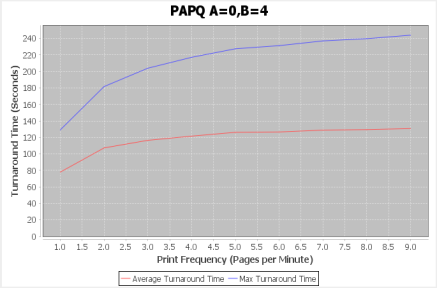 PAPQ A=0,B=4
Turnaround Time (Seconds)
240
220
200
180
160
140
120
100
80
60
40
20
0
1.0 1.5 2.0 2.5 3.0 3.5 4.0 4.5 5.0 5.5 6.0 6.5 7.0 7.5 8.0 8.5 9.0
Print Frequency (Pages per Minute)
Average Turnaround Time Max Turnaround Time